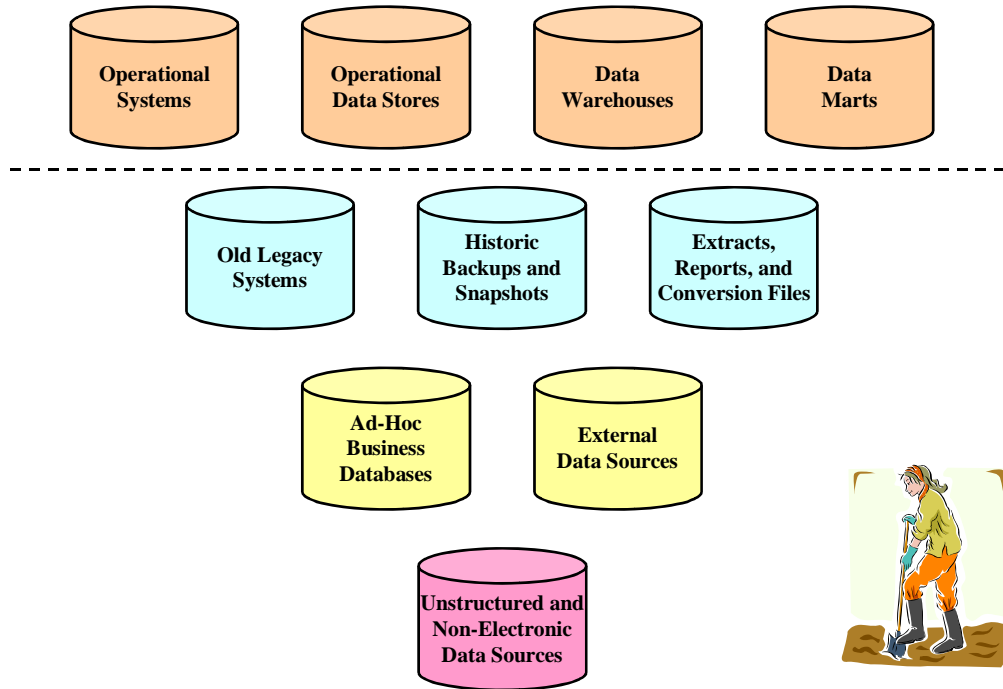 Operational
Systems
Operational
Data Stores
Data
Warehouses
Data
Marts
Old Legacy
Systems
Historic
Backups and
Snapshots
Extracts,
Reports, and
Conversion Files
Ad-Hoc
Business
Databases
External
Data Sources
Unstructured and
Non-Electronic
Data Sources